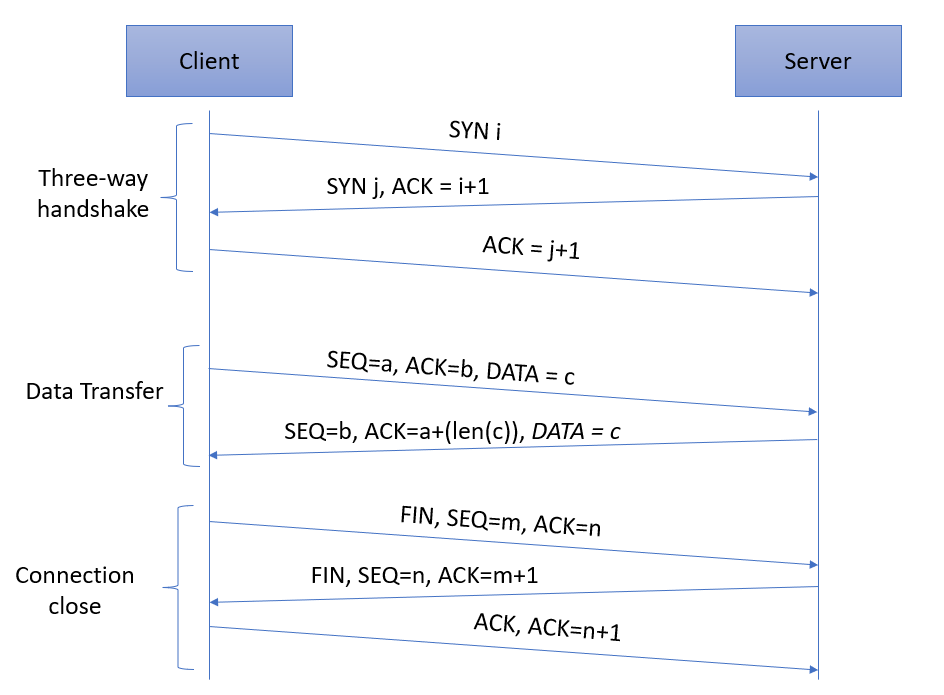 Client
Server
SYN i
Three-way
handshake
SYN j, ACK = i+1
ACK = j+1
SEQ=a, ACK=b, DATA = c
Data Transfer
SEQ=b, ACK=a+(len(c)), DATA = c
FIN, SEQ=m, ACK=n
Connection
close
FIN, SEQ=n, ACK=m+1
ACK, ACK=n+1